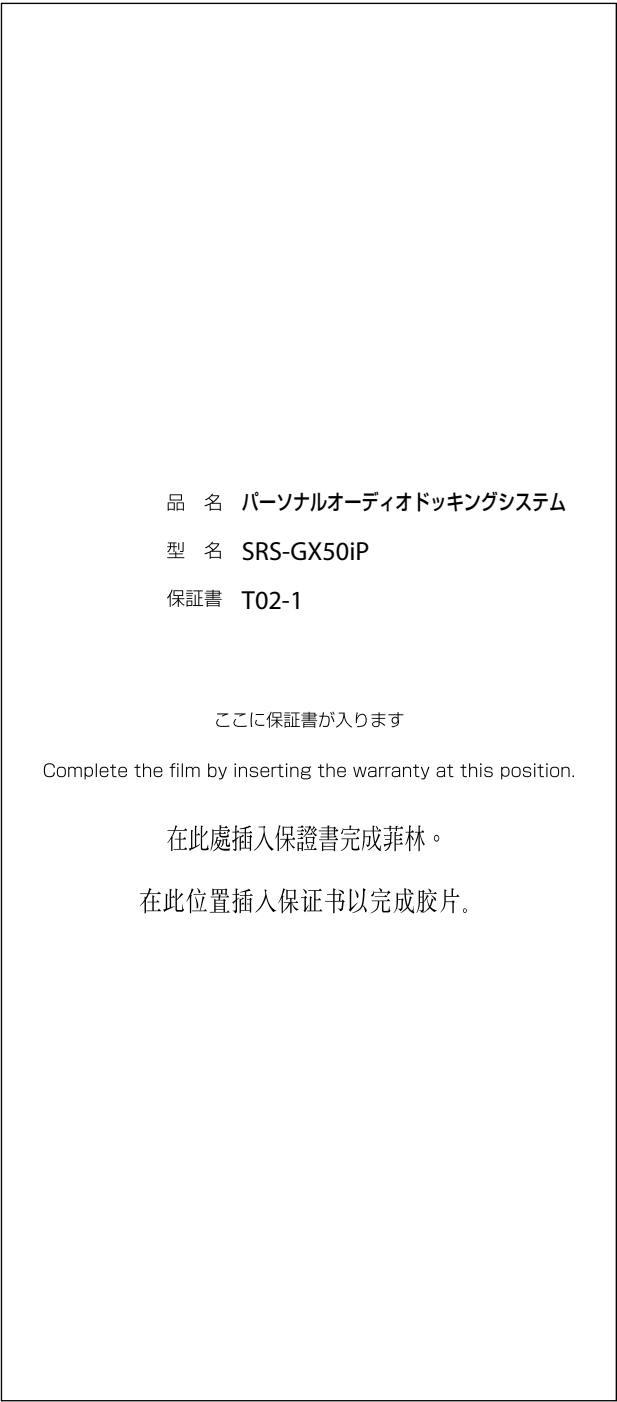 品　名　パーソナルオーディオドッキングシステム
型　名　SRS-GX50iP
保証書　T02-1
ここに保証書が入ります
Complete the film by inserting the warranty at this position.
在此處插入保證書完成菲林。
在此位置插入保证书以完成胶片。